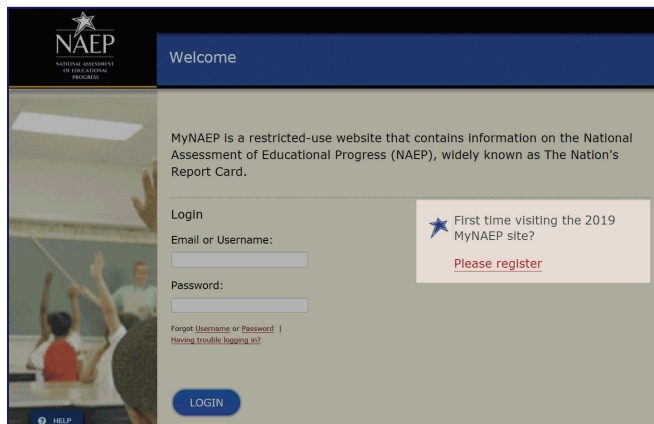 NAEP
NATIONAL ASSESSMENT
OF EDUCATIONAL
PROGRESS
Welcome
MyNAEP is a restricted-use website that contains information on the National
Assessment of Educational Progress (NAEP), widely known as The Nation's
Report Card.
Login
Email or Username:
Password:
Forgot Username or Password |
Having trouble logging in?
LOGIN
First time visiting the 2019
MyNAEP site?
Please register
HELP